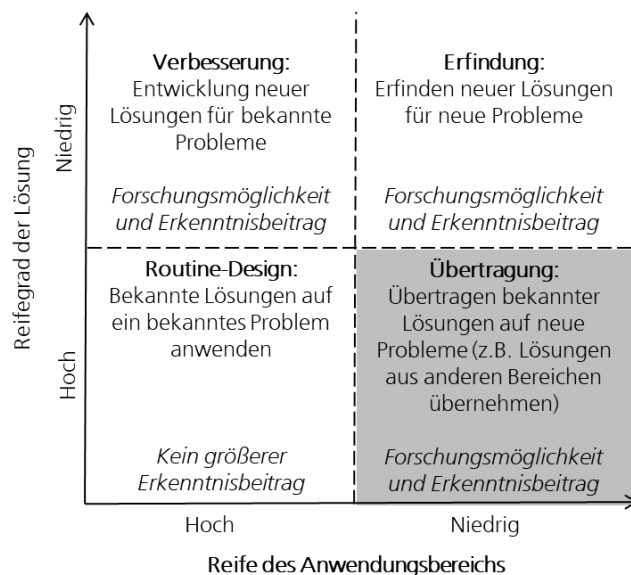 Reifegrad der Lösung
Niedrig
Hoch
Verbesserung:
Entwicklung neuer
Lösungen für bekannte
Probleme
Forschungsmöglichkeit
und Erkenntnisbeitrag
Erfindung:
Erfinden neuer Lösungen
für neue Probleme
Forschungsmöglichkeit
und Erkenntnisbeitrag
Routine-Design:
Bekannte Lösungen auf
ein bekanntes Problem
anwenden
Kein größerer
Erkenntnisbeitrag
Übertragung:
Übertragen bekannter
Lösungen auf neue
Probleme (z.B. Lösungen
aus anderen Bereichen
übernehmen)
Forschungsmöglichkeit
und Erkenntnisbeitrag
Hoch
Niedrig
Reife des Anwendungsbereichs